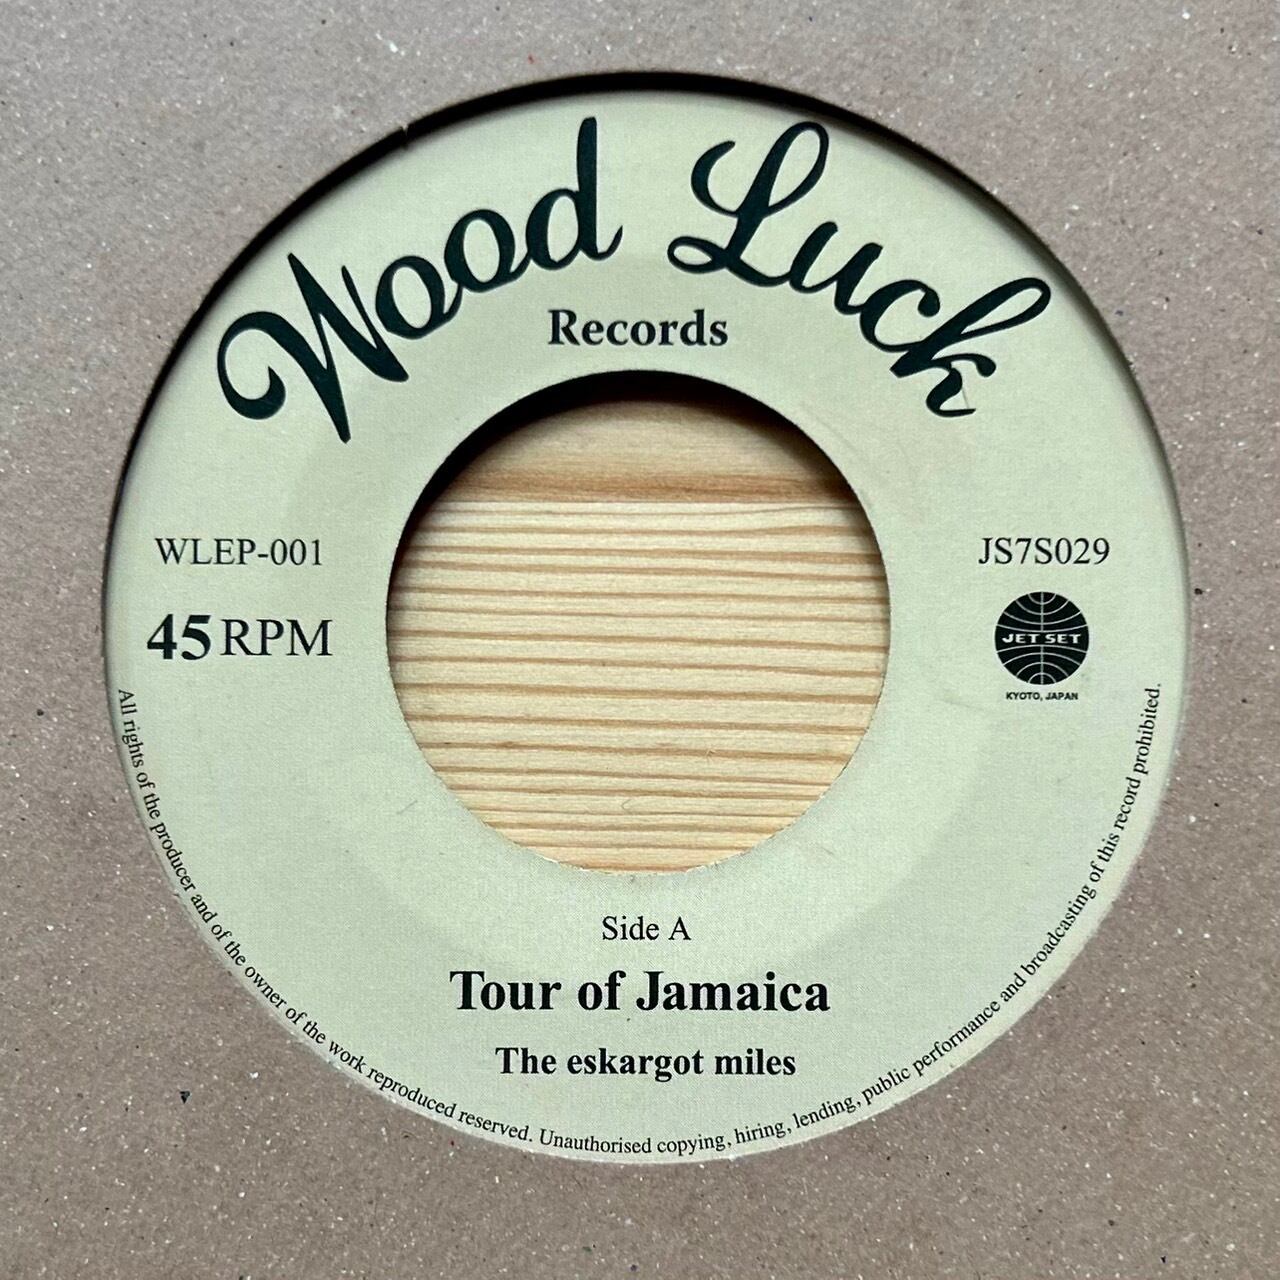 Wood Luck
Records
WLEP-001
45 RPM
JS7S029
JET SET
KYOTO, JAPAN
Side A
Tour of Jamaica
The eskargot miles
All rights of the producer and of the owner of the work reproduced reserved. Unauthorised copying, hiring, lending, public performance and broadcasting of this record prohibited.